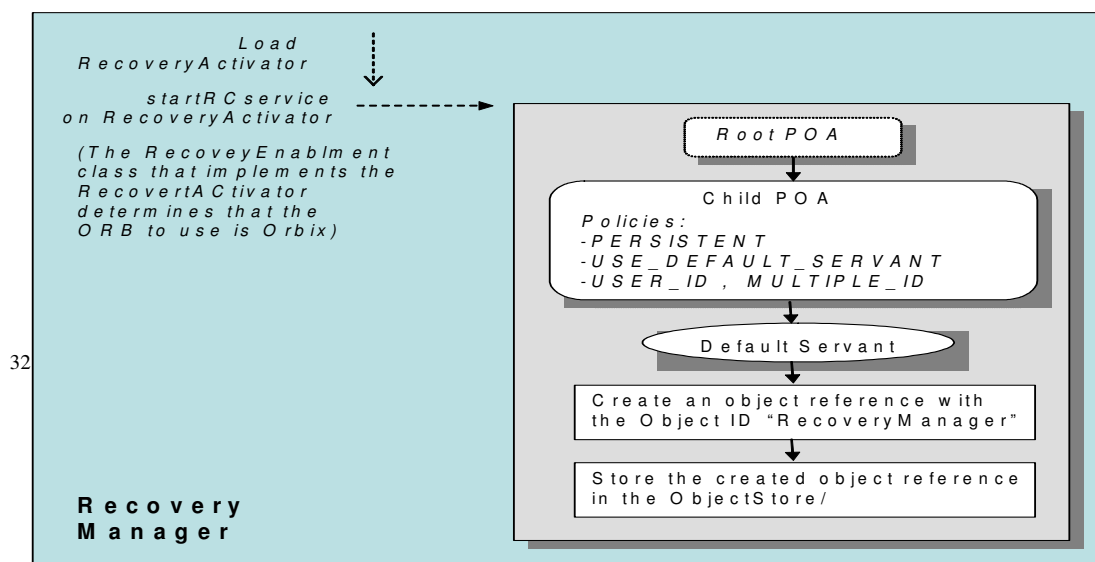 Load
RecoveryActivator
startRCservice
on RecoveryActivator
(The RecoveyEnablment
class that implements the
RecovertACtivator
determines that the
ORB to use is Orbix)
Root POA
Child POA
Policies:
-PERSISTENT
-USE_DEFAULT_SERVANT
-USER_ID , MULTIPLE_ID
Default Servant
Create an object reference with
the Object ID “RecoveryManager”
Store the created object reference
in the ObjectStore/
32
Recovery
Manager